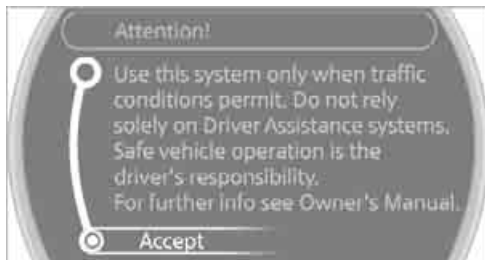 Attention!
Use this system only when traffic
conditions permit. Do not rely
solely on Driver Assistance systems.
Safe vehicle operation is the
driver's responsibility.
For further info see Owner's Manual.
Accept